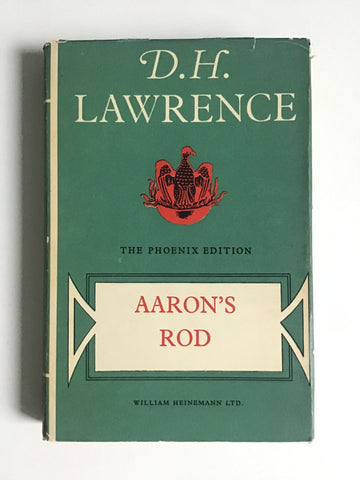 D.H.
LAWRENCE
THE PHOENIX EDITION
AARON'S
ROD
WILLIAM HEINEMANN LTD.